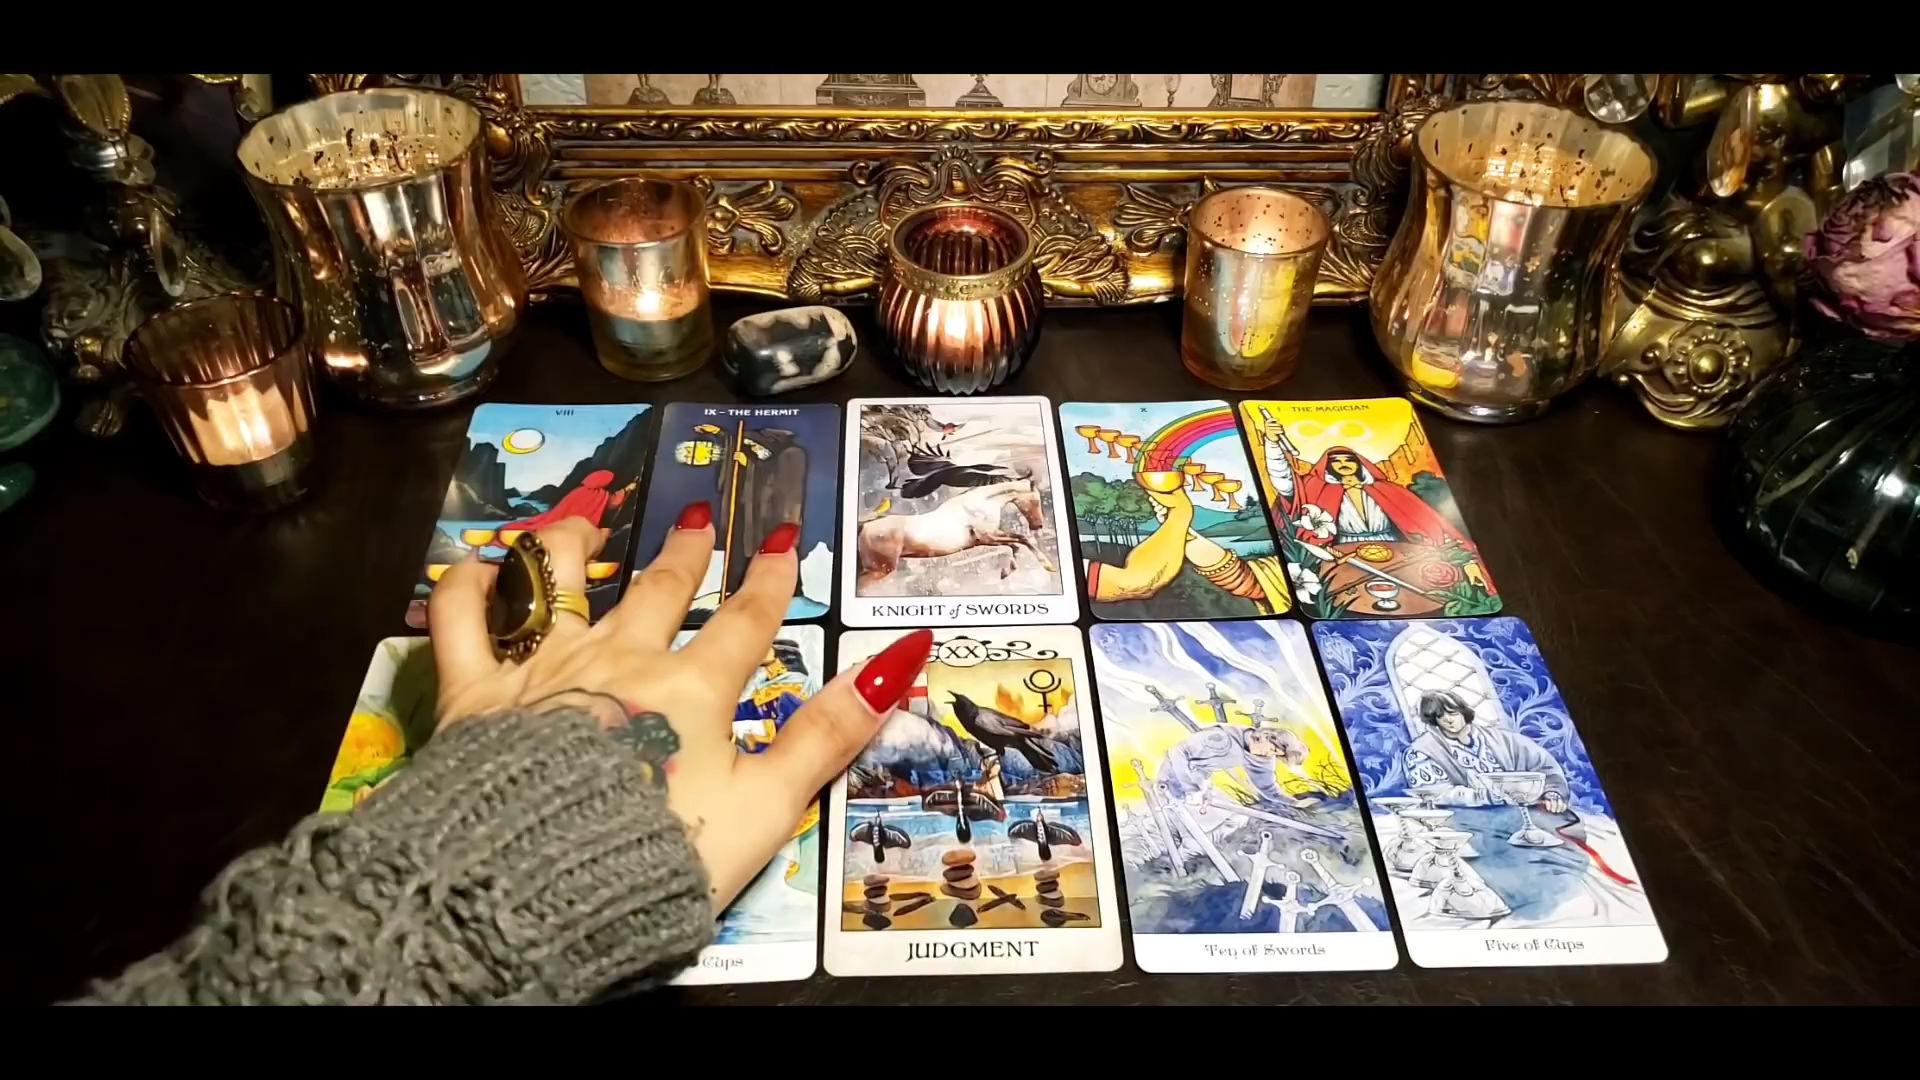 VIII
IX – THE HERMIT
X
I – THE MAGICIAN
KNIGHT of SWORDS
XX
Cups
JUDGMENT
Ten of Swords
Five of Cups